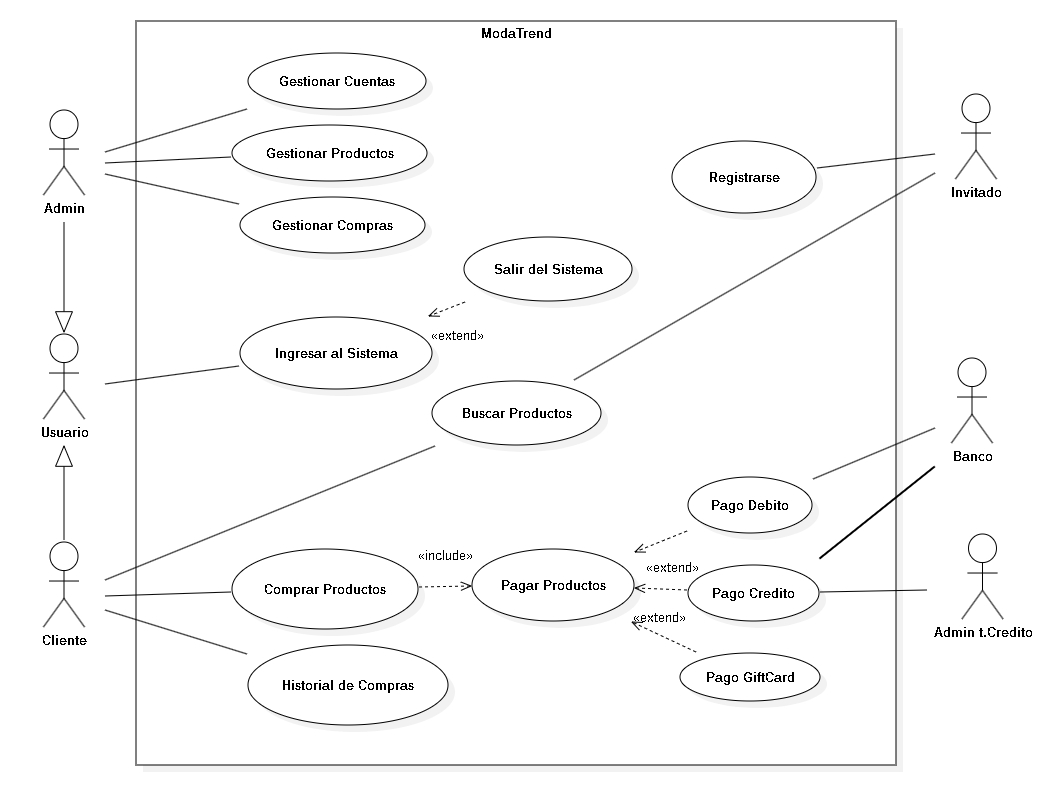 ModaTrend
Gestionar Cuentas
Gestionar Productos
Registrarse
Invitado
Admin
Gestionar Compras
Salir del Sistema
«extend»
Ingresar al Sistema
Buscar Productos
Usuario
Banco
Pago Debito
«include»
«extend»
Pagar Productos
Comprar Productos
Pago Credito
«extend»
Admin t.Credito
Cliente
Pago GiftCard
Historial de Compras